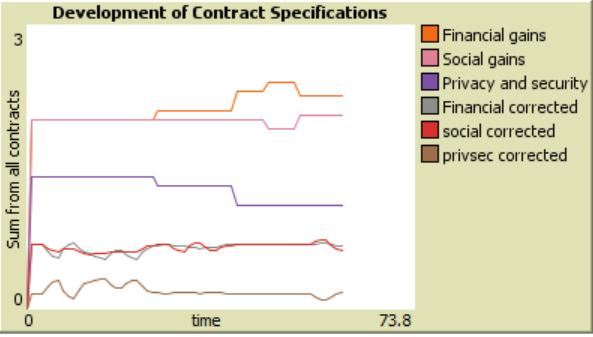 Development of Contract Specifications
3
Sum from all contracts
0
0
time
73.8
Financial gains
Social gains
Privacy and security
Financial corrected
social corrected
privsec corrected